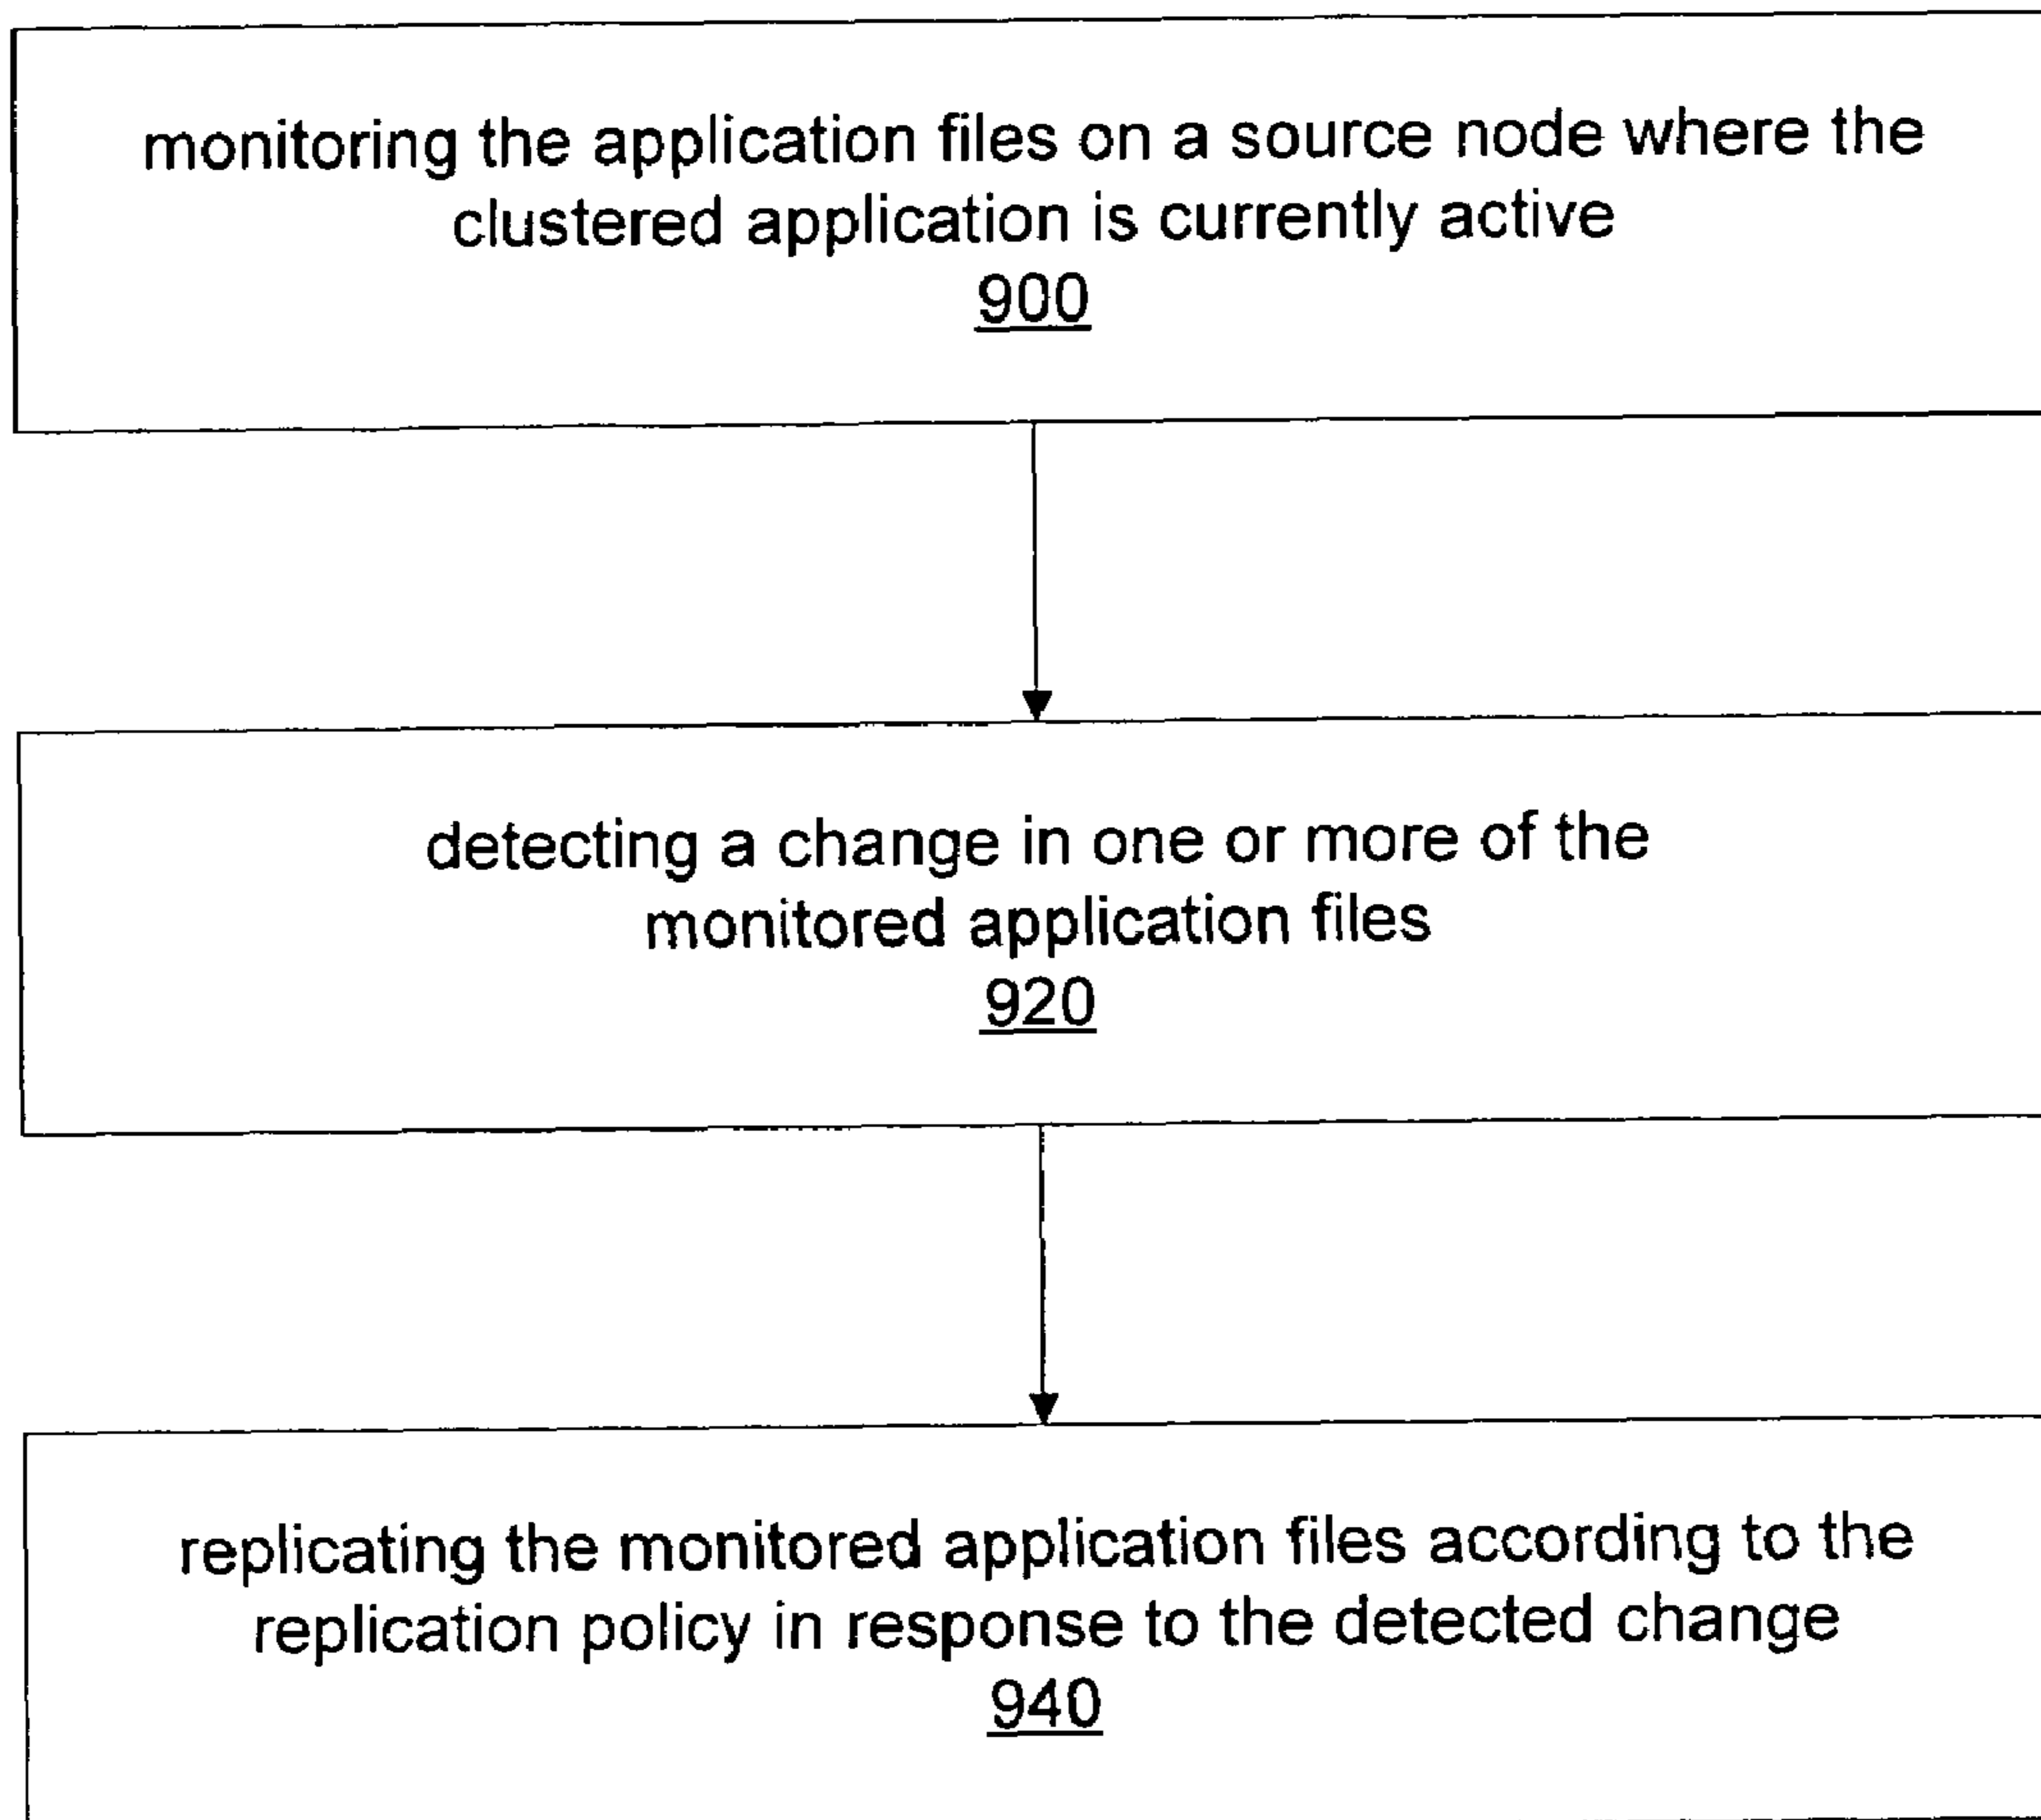 monitoring the application files on a source node where the
clustered application is currently active
900
detecting a change in one or more of the
monitored application files
920
replicating the monitored application files according to the
replication policy in response to the detected change
940